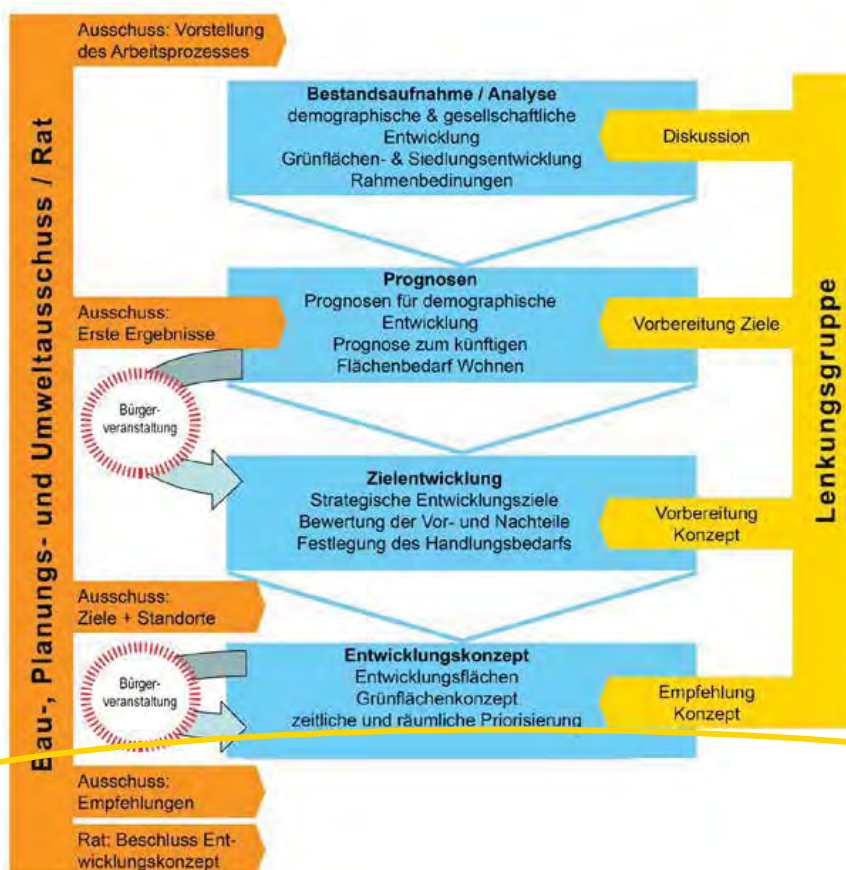 Bau-, Planungs- und Umweltausschuss / Rat
Ausschuss: Vorstellung
des Arbeitsprozesses
Bestandsaufnahme / Analyse
demographische & gesellschaftliche
Entwicklung
Grünflächen- & Siedlungsentwicklung
Rahmenbedinungen
Diskussion
Lenkungsgruppe
Prognosen
Prognosen für demographische
Entwicklung
Prognose zum künftigen
Flächenbedarf Wohnen
Ausschuss:
Erste Ergebnisse
Vorbereitung Ziele
Bürger-
veranstaltung
Zielentwicklung
Strategische Entwicklungsziele
Bewertung der Vor- und Nachteile
Festlegung des Handlungsbedarfs
Vorbereitung
Konzept
Ausschuss:
Ziele + Standorte
Bürger-
veranstaltung
Entwicklungskonzept
Entwicklungsflächen
Grünflächenkonzept
zeitliche und räumliche Priorisierung
Empfehlung
Konzept
Ausschuss:
Empfehlungen
Rat: Beschluss Ent-
wicklungskonzept